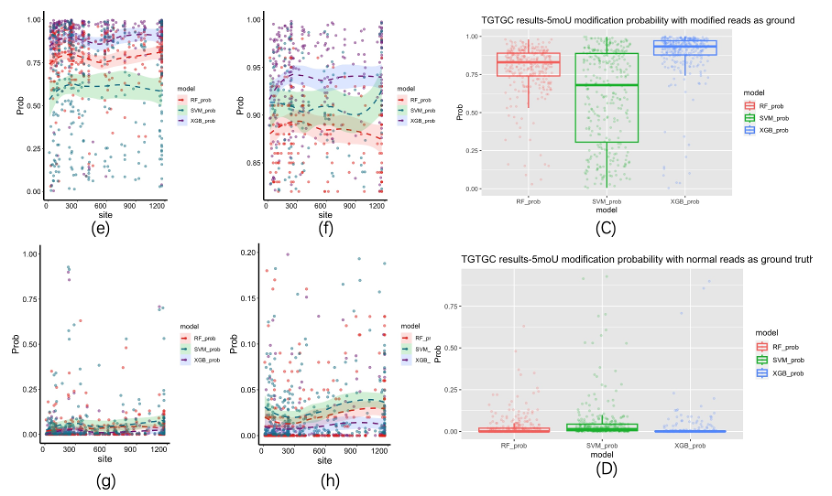 1.00
0.75
0.50
0.25
0.00
Prob
0 300 600 900 1200
site
model
RF_prob
SVM_prob
XGB_prob
(e)
1.00
0.95
0.90
0.85
Prob
0 300 600 900 1200
site
model
RF_prob
SVM_prob
XGB_prob
(f)
TGTGC results-5moU modification probability with modified reads as ground
1.00
0.75
0.50
0.25
0.00
Prob
RF_prob SVM_prob XGB_prob
model
model
RF_prob
SVM_prob
XGB_prob
(C)
1.00
0.75
0.50
0.25
0.00
Prob
0 300 600 900 1200
site
model
RF_prob
SVM_prob
XGB_prob
(g)
0.20
0.15
0.10
0.05
0.00
Prob
0 300 600 900 1200
site
model
RF_pr
SVM_
XGB_
(h)
TGTGC results-5moU modification probability with normal reads as ground truth
0.75
0.50
0.25
0.00
Prob
RF_prob SVM_prob XGB_prob
model
RF_prob
SVM_prob
XGB_prob
(D)